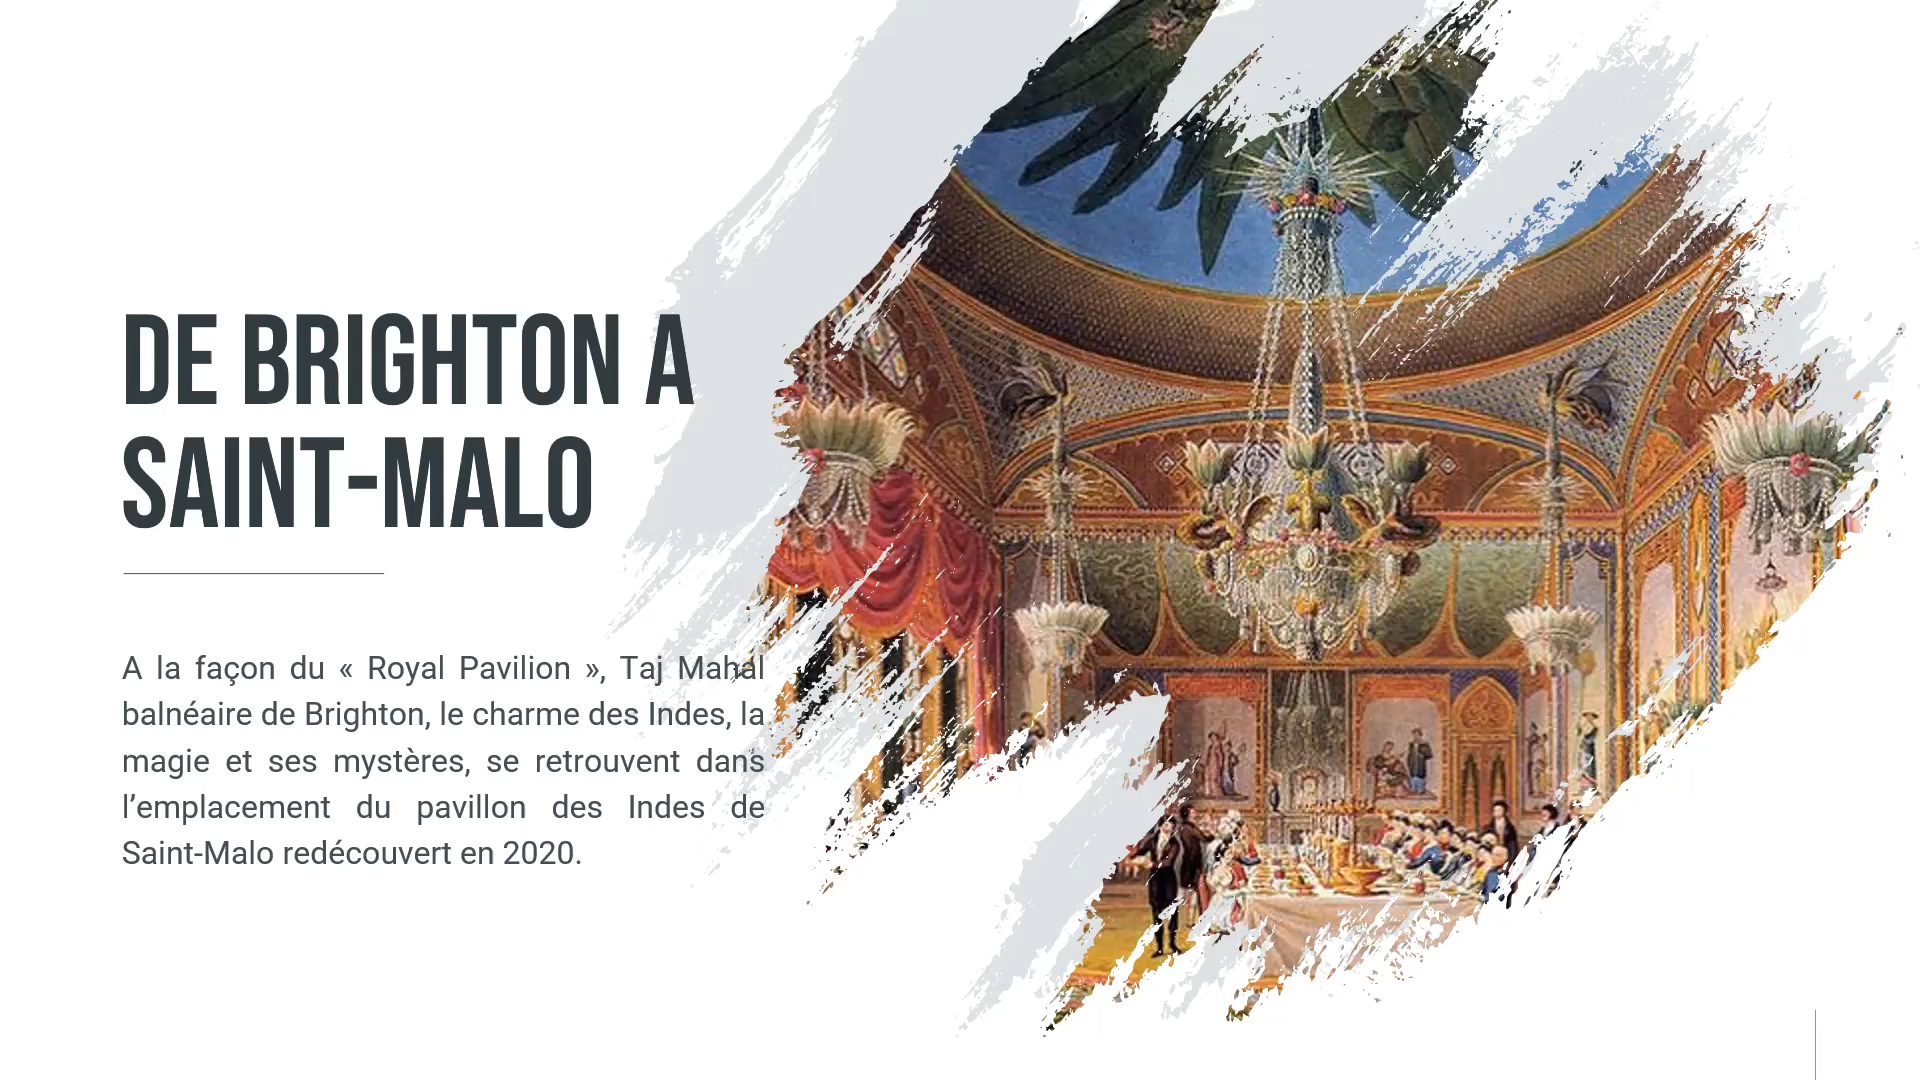 DE BRIGHTON A
SAINT-MALO
A la façon du « Royal Pavilion », Taj Mahal
balnéaire de Brighton, le charme des Indes, la
magie et ses mystères, se retrouvent dans
l’emplacement du pavillon des Indes de
Saint-Malo redécouvert en 2020.